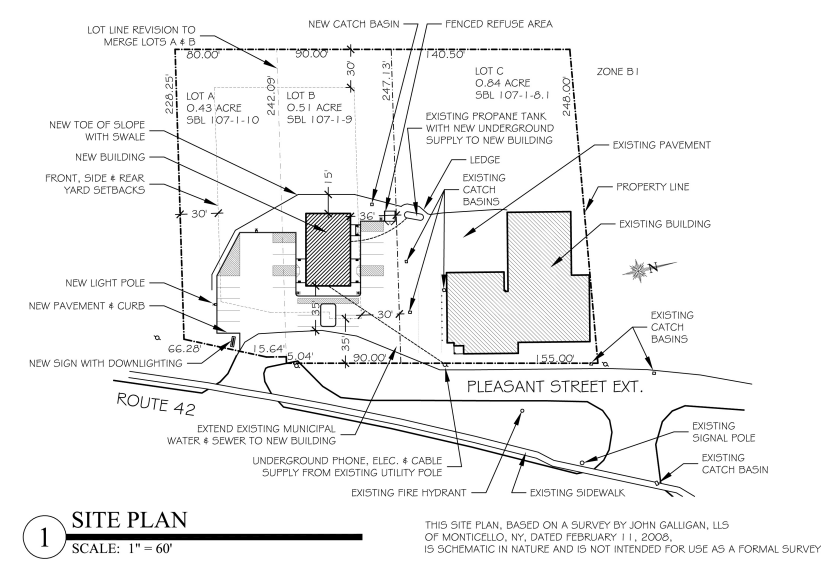 LOT LINE REVISION TO
MERGE LOTS A & B
NEW CATCH BASIN
FENCED REFUSE AREA
80.00'
90.00'
140.50'
30'
228.25'
242.09'
247.13'
248.00'
LOT A
0.43 ACRE
SBL 107-1-10
LOT B
0.51 ACRE
SBL 107-1-9
LOT C
0.84 ACRE
SBL 107-1-8.1
ZONE B1
NEW TOE OF SLOPE
WITH SWALE
NEW BUILDING
FRONT, SIDE & REAR
YARD SETBACKS
EXISTING PROPANE TANK
WITH NEW UNDERGROUND
SUPPLY TO NEW BUILDING
LEDGE
EXISTING
CATCH
BASINS
EXISTING PAVEMENT
PROPERTY LINE
EXISTING BUILDING
15'
30'
36'
N
NEW LIGHT POLE
NEW PAVEMENT & CURB
NEW SIGN WITH DOWNLIGHTING
35'
30'
35'
66.28'
15.64'
5.04'
90.00'
155.00'
EXISTING
CATCH
BASINS
PLEASANT STREET EXT.
ROUTE 42
EXTEND EXISTING MUNICIPAL
WATER & SEWER TO NEW BUILDING
UNDERGROUND PHONE, ELEC. & CABLE
SUPPLY FROM EXISTING UTILITY POLE
EXISTING FIRE HYDRANT
EXISTING SIDEWALK
EXISTING
SIGNAL POLE
EXISTING
CATCH BASIN
1
SITE PLAN
SCALE: 1" = 60'
THIS SITE PLAN, BASED ON A SURVEY BY JOHN GALLIGAN, LLS
OF MONTICELLO, NY, DATED FEBRUARY 11, 2008,
IS SCHEMATIC IN NATURE AND IS NOT INTENDED FOR USE AS A FORMAL SURVEY